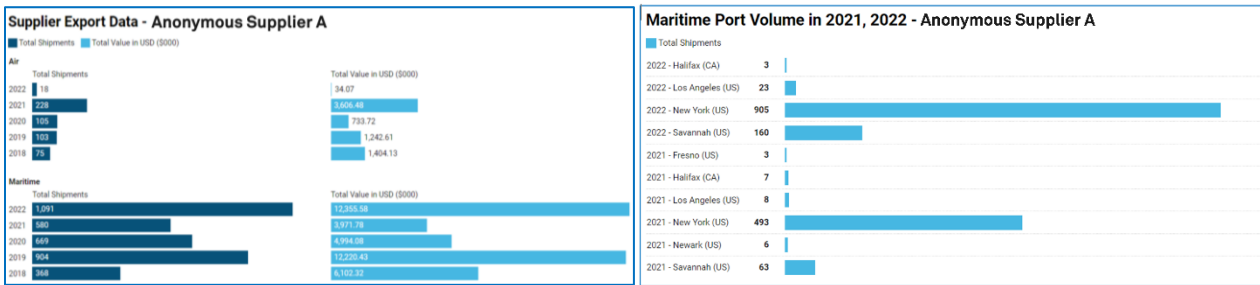 Supplier Export Data - Anonymous Supplier A
Total Shipments Total Value in USD ($000)
Air
Total Shipments Total Value in USD ($000)
2022 18 34.07
2021 228 3,606.48
2020 105 733.72
2019 103 1,242.61
2018 75 1,404.13
Maritime
Total Shipments Total Value in USD ($000)
2022 1,091 12,355.58
2021 580 3,971.78
2020 669 4,994.08
2019 904 12,220.43
2018 368 6,102.32
Maritime Port Volume in 2021, 2022 - Anonymous Supplier A
Total Shipments
2022 - Halifax (CA) 3
2022 - Los Angeles (US) 23
2022 - New York (US) 905
2022 - Savannah (US) 160
2021 - Fresno (US) 3
2021 - Halifax (CA) 7
2021 - Los Angeles (US) 8
2021 - New York (US) 493
2021 - Newark (US) 6
2021 - Savannah (US) 63